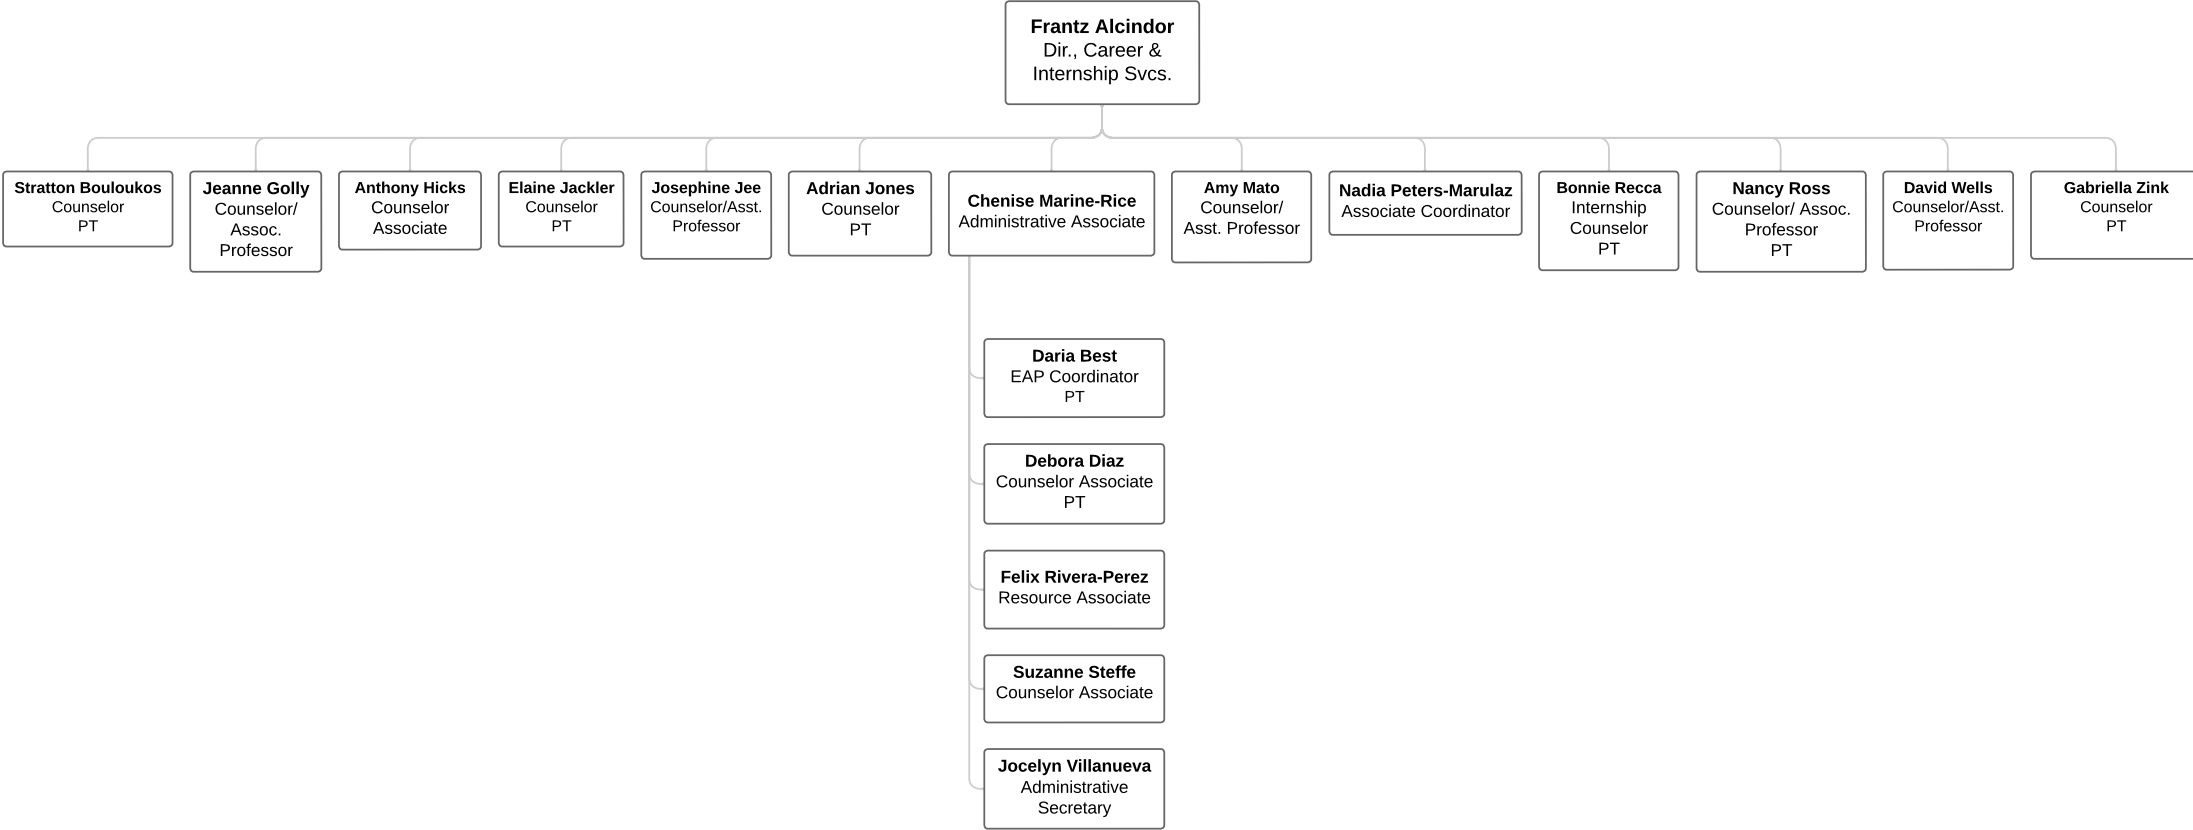 Frantz Alcindor
Dir., Career &
Internship Svcs.
Stratton Bouloukos
Counselor
PT
Jeanne Golly
Counselor/
Assoc.
Professor
Anthony Hicks
Counselor
Associate
Elaine Jackler
Counselor
PT
Josephine Jee
Counselor/Asst.
Professor
Adrian Jones
Counselor
PT
Chenise Marine-Rice
Administrative Associate
Amy Mato
Counselor/
Asst. Professor
Nadia Peters-Marulaz
Associate Coordinator
Bonnie Recca
Internship
Counselor
PT
Nancy Ross
Counselor/ Assoc.
Professor
PT
David Wells
Counselor/Asst.
Professor
Gabriella Zink
Counselor
PT
Daria Best
EAP Coordinator
PT
Debora Diaz
Counselor Associate
PT
Felix Rivera-Perez
Resource Associate
Suzanne Steffe
Counselor Associate
Jocelyn Villanueva
Administrative
Secretary